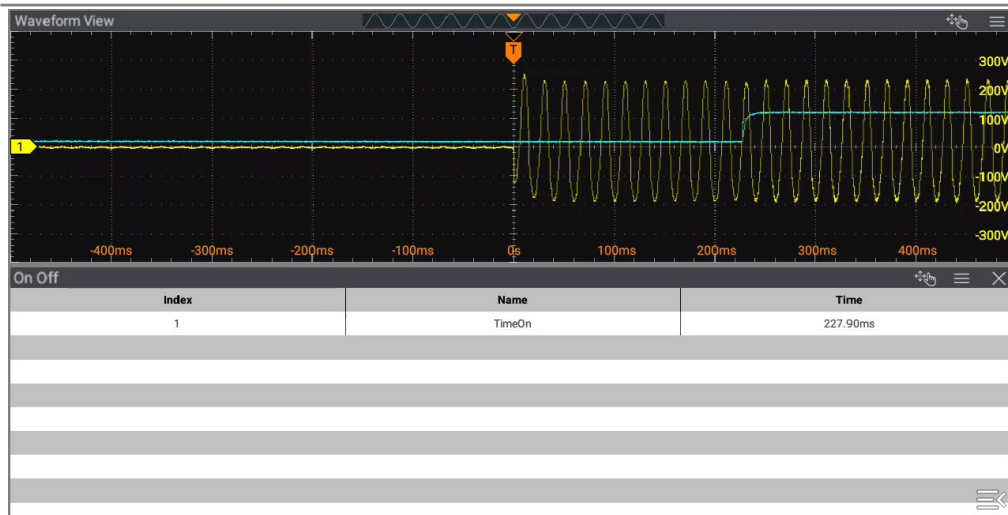 Waveform View
T
300V
200V
100V
1
0V
-100V
-200V
-300V
-400ms -300ms -200ms -100ms 0s 100ms 200ms 300ms 400ms
On Off
Index Name Time
1 TimeOn 227.90ms